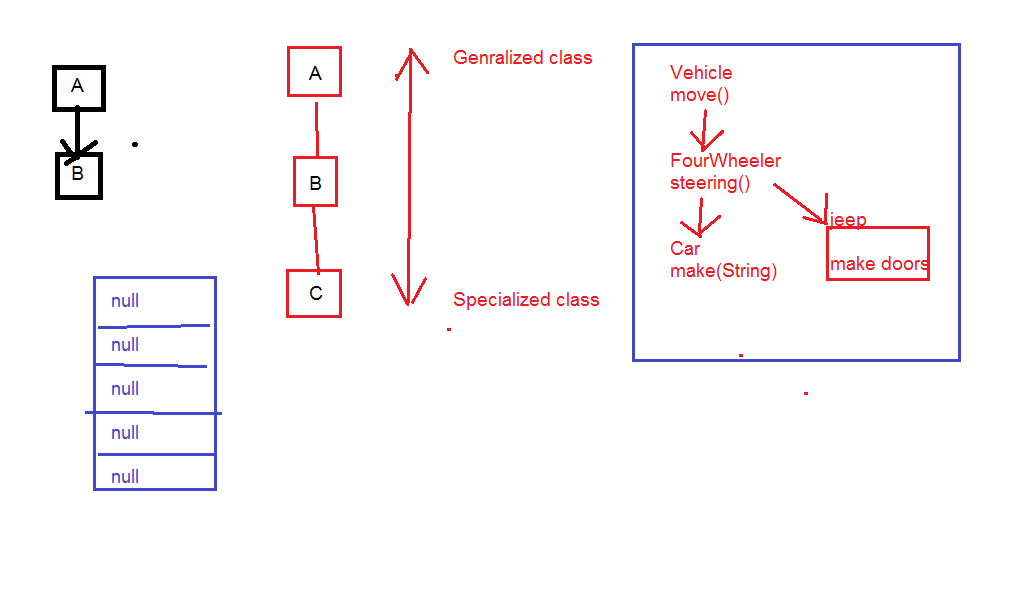 A
B
null
null
null
null
null
A
B
C
Genralized class
Specialized class
Vehicle
move()
FourWheeler
steering()
Car
make(String)
jeep
make doors